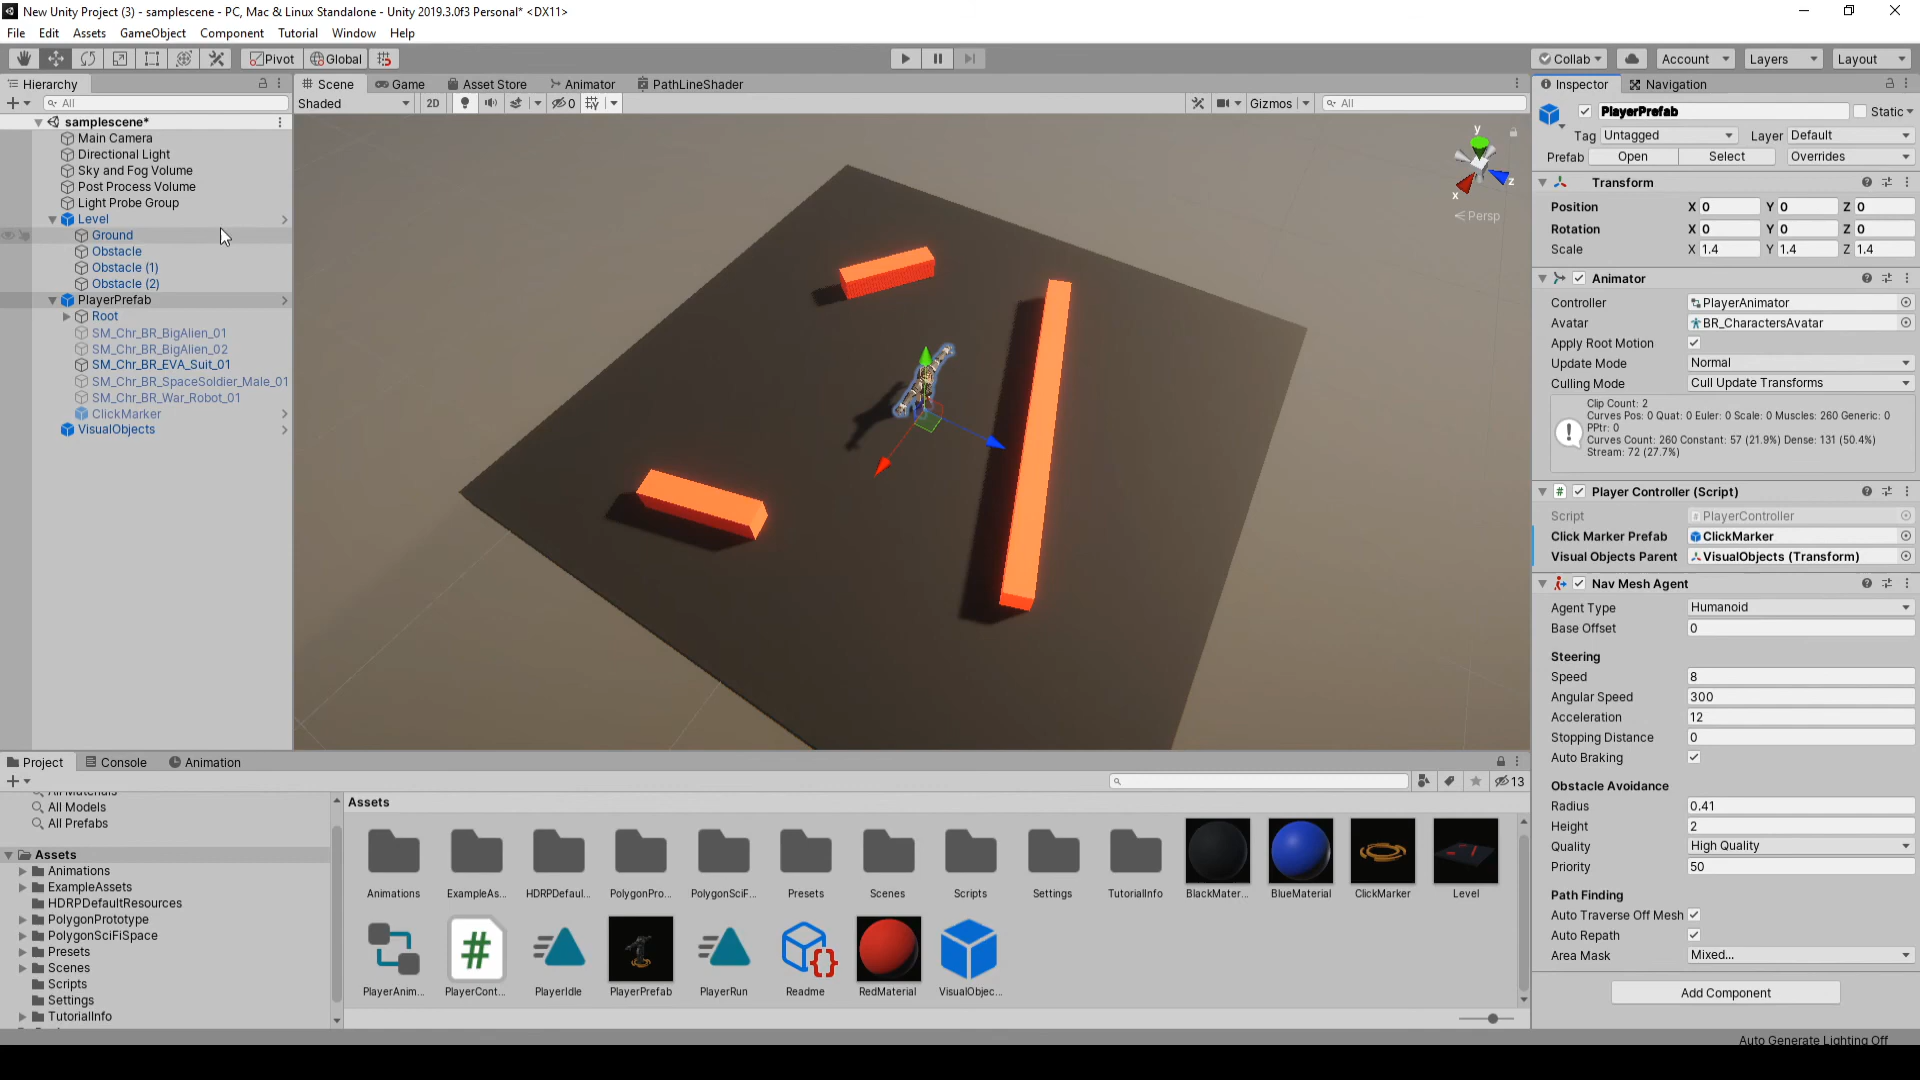 New Unity Project (3) - samplescene - PC, Mac & Linux Standalone - Unity 2019.3.0f3 Personal* <DX11>
File Edit Assets GameObject Component Tutorial Window Help
Pivot Global Collab Account Layers Layout
Hierarchy
All
samplescene*
Main Camera
Directional Light
Sky and Fog Volume
Post Process Volume
Light Probe Group
Level
Ground
Obstacle
Obstacle (1)
Obstacle (2)
PlayerPrefab
Root
SM_Chr_BR_BigAlien_01
SM_Chr_BR_BigAlien_02
SM_Chr_BR_EVA_Suit_01
SM_Chr_BR_SpaceSoldier_Male_01
SM_Chr_BR_War_Robot_01
ClickMarker
VisualObjects
Scene Game Asset Store Animator PathLineShader
Shaded 2D 0 Gizmos All
y
x
z
Persp
Inspector Navigation
PlayerPrefab Static
Tag Untagged Layer Default
Prefab Open Select Overrides
Transform
Position X 0 Y 0 Z 0
Rotation X 0 Y 0 Z 0
Scale X 1.4 Y 1.4 Z 1.4
Animator
Controller PlayerAnimator
Avatar BR_CharactersAvatar
Apply Root Motion
Update Mode Normal
Culling Mode Cull Update Transforms
Clip Count: 2
Curves Pos: 0 Quat: 0 Euler: 0 Scale: 0 Muscles: 260 Generic: 0
PPtr: 0
Curves Count: 260 Constant: 57 (21.9%) Dense: 131 (50.4%)
Stream: 72 (27.7%)
Player Controller (Script)
Script PlayerController
Click Marker Prefab ClickMarker
Visual Objects Parent VisualObjects (Transform)
Nav Mesh Agent
Agent Type Humanoid
Base Offset 0
Steering
Speed 8
Angular Speed 300
Acceleration 12
Stopping Distance 0
Auto Braking
Obstacle Avoidance
Radius 0.41
Height 2
Quality High Quality
Priority 50
Path Finding
Auto Traverse Off Mesh
Auto Repath
Area Mask Mixed...
Add Component
Project Console Animation
13
All Models
All Prefabs
Assets
Animations
ExampleAssets
HDRPDefaultResources
PolygonPrototype
PolygonSciFiSpace
Presets
Scenes
Scripts
Settings
TutorialInfo
Assets
Animations ExampleAs... HDRPDefaul... PolygonPro... PolygonSciF... Presets Scenes Scripts Settings TutorialInfo BlackMater... BlueMaterial ClickMarker Level
PlayerAnim... PlayerCont... PlayerIdle PlayerPrefab PlayerRun Readme RedMaterial VisualObjec...
Auto Generate Lighting Off